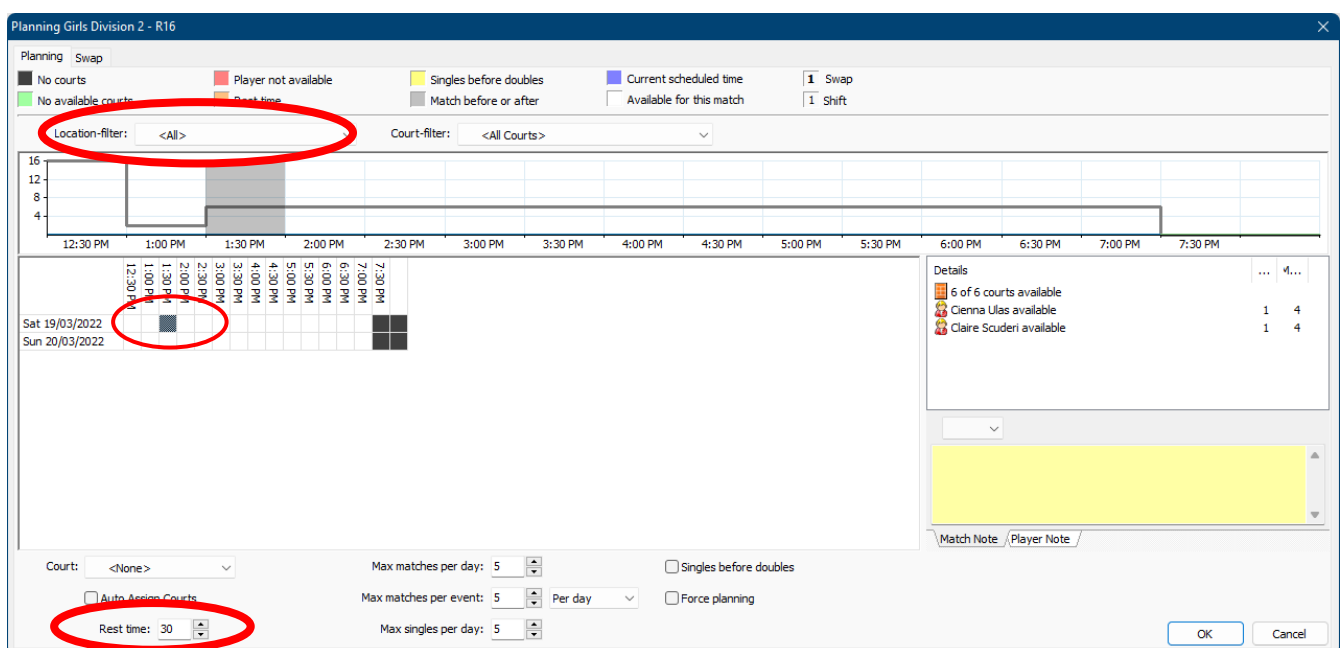 Planning Girls Division 2 - R16
Planning Swap
No courts Player not available Singles before doubles Current scheduled time 1 Swap
No available courts Rest time Match before or after Available for this match 1 Shift
Location-filter: <All> Court-filter: <All Courts>
16
12
8
4
12:30 PM 1:00 PM 1:30 PM 2:00 PM 2:30 PM 3:00 PM 3:30 PM 4:00 PM 4:30 PM 5:00 PM 5:30 PM 6:00 PM 6:30 PM 7:00 PM 7:30 PM
12:30 PM 1:00 PM 1:30 PM 2:00 PM 2:30 PM 3:00 PM 3:30 PM 4:00 PM 4:30 PM 5:00 PM 5:30 PM 6:00 PM 6:30 PM 7:00 PM 7:30 PM
Sat 19/03/2022
Sun 20/03/2022
Details ... ...
6 of 6 courts available
Cienna Ulas available 1 4
Claire Scuderi available 1 4
Match Note Player Note
Court: <None> Max matches per day: 5 Singles before doubles
Auto Assign Courts Max matches per event: 5 Per day Force planning
Rest time: 30 Max singles per day: 5
OK Cancel